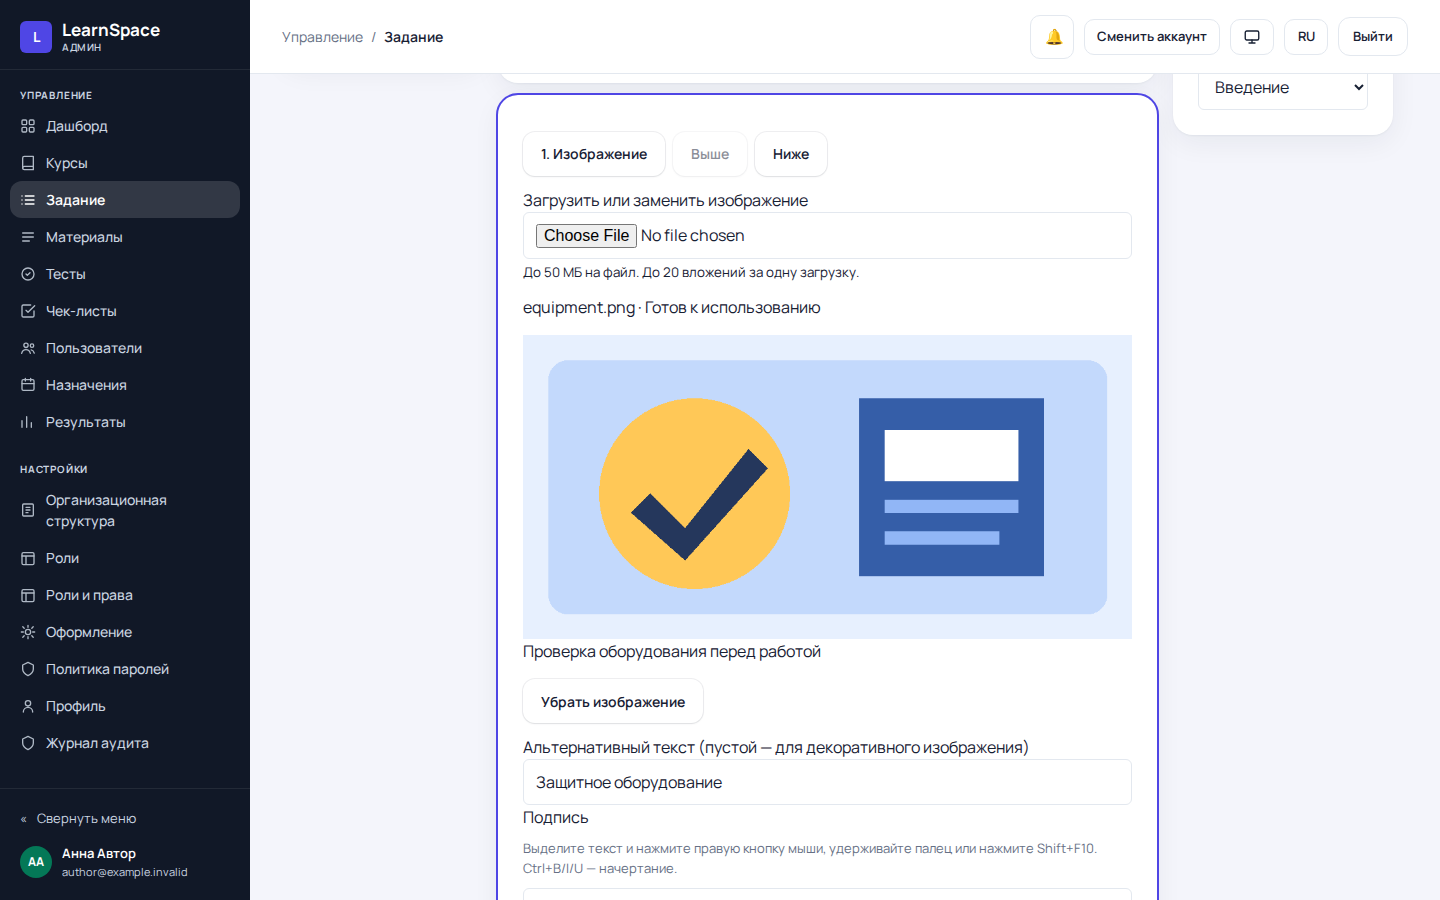 L
LearnSpace
АДМИН
УПРАВЛЕНИЕ
Дашборд
Курсы
Задание
Материалы
Тесты
Чек-листы
Пользователи
Назначения
Результаты
НАСТРОЙКИ
Организационная
структура
Роли
Роли и права
Оформление
Политика паролей
Профиль
Журнал аудита
« Свернуть меню
АА
Анна Автор
author@example.invalid
Управление / Задание
Сменить аккаунт
RU
Выйти
Введение
1. Изображение
Выше
Ниже
Загрузить или заменить изображение
Choose File No file chosen
До 50 МБ на файл. До 20 вложений за одну загрузку.
equipment.png · Готов к использованию
Проверка оборудования перед работой
Убрать изображение
Альтернативный текст (пустой — для декоративного изображения)
Защитное оборудование
Подпись
Выделите текст и нажмите правую кнопку мыши, удерживайте палец или нажмите Shift+F10.
Ctrl+B/I/U — начертание.